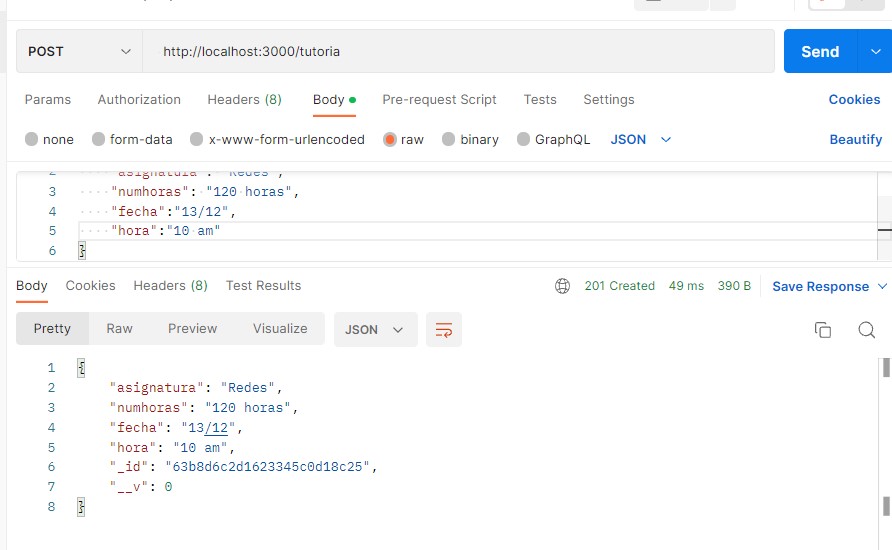 POST http://localhost:3000/tutoria Send
Params Authorization Headers (8) Body Pre-request Script Tests Settings Cookies
none form-data x-www-form-urlencoded raw binary GraphQL JSON Beautify
2 "asignatura": "Redes",
3 "numhoras": "120 horas",
4 "fecha":"13/12",
5 "hora":"10 am"
6 }
Body Cookies Headers (8) Test Results 201 Created 49 ms 390 B Save Response
Pretty Raw Preview Visualize JSON
1 {
2 "asignatura": "Redes",
3 "numhoras": "120 horas",
4 "fecha": "13/12",
5 "hora": "10 am",
6 "_id": "63b8d6c2d1623345c0d18c25",
7 "__v": 0
8 }